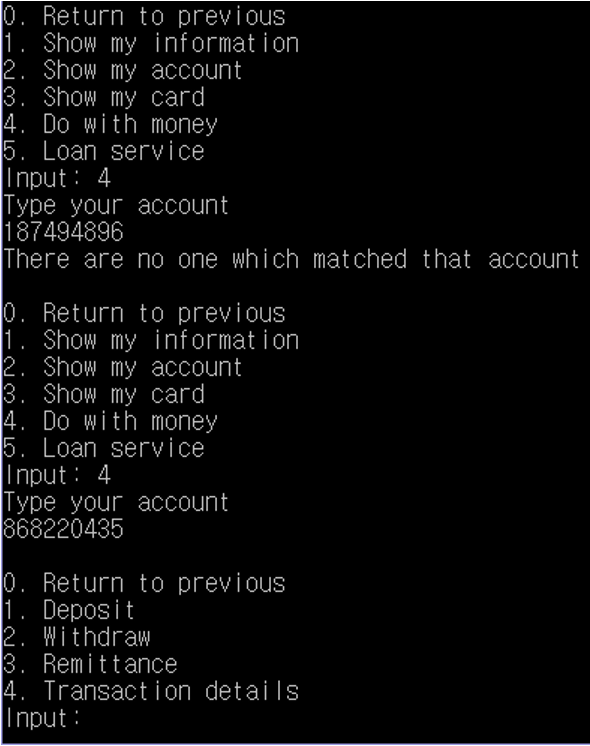 0. Return to previous
1. Show my information
2. Show my account
3. Show my card
4. Do with money
5. Loan service
Input: 4
Type your account
187494896
There are no one which matched that account
0. Return to previous
1. Show my information
2. Show my account
3. Show my card
4. Do with money
5. Loan service
Input: 4
Type your account
868220435
0. Return to previous
1. Deposit
2. Withdraw
3. Remittance
4. Transaction details
Input: